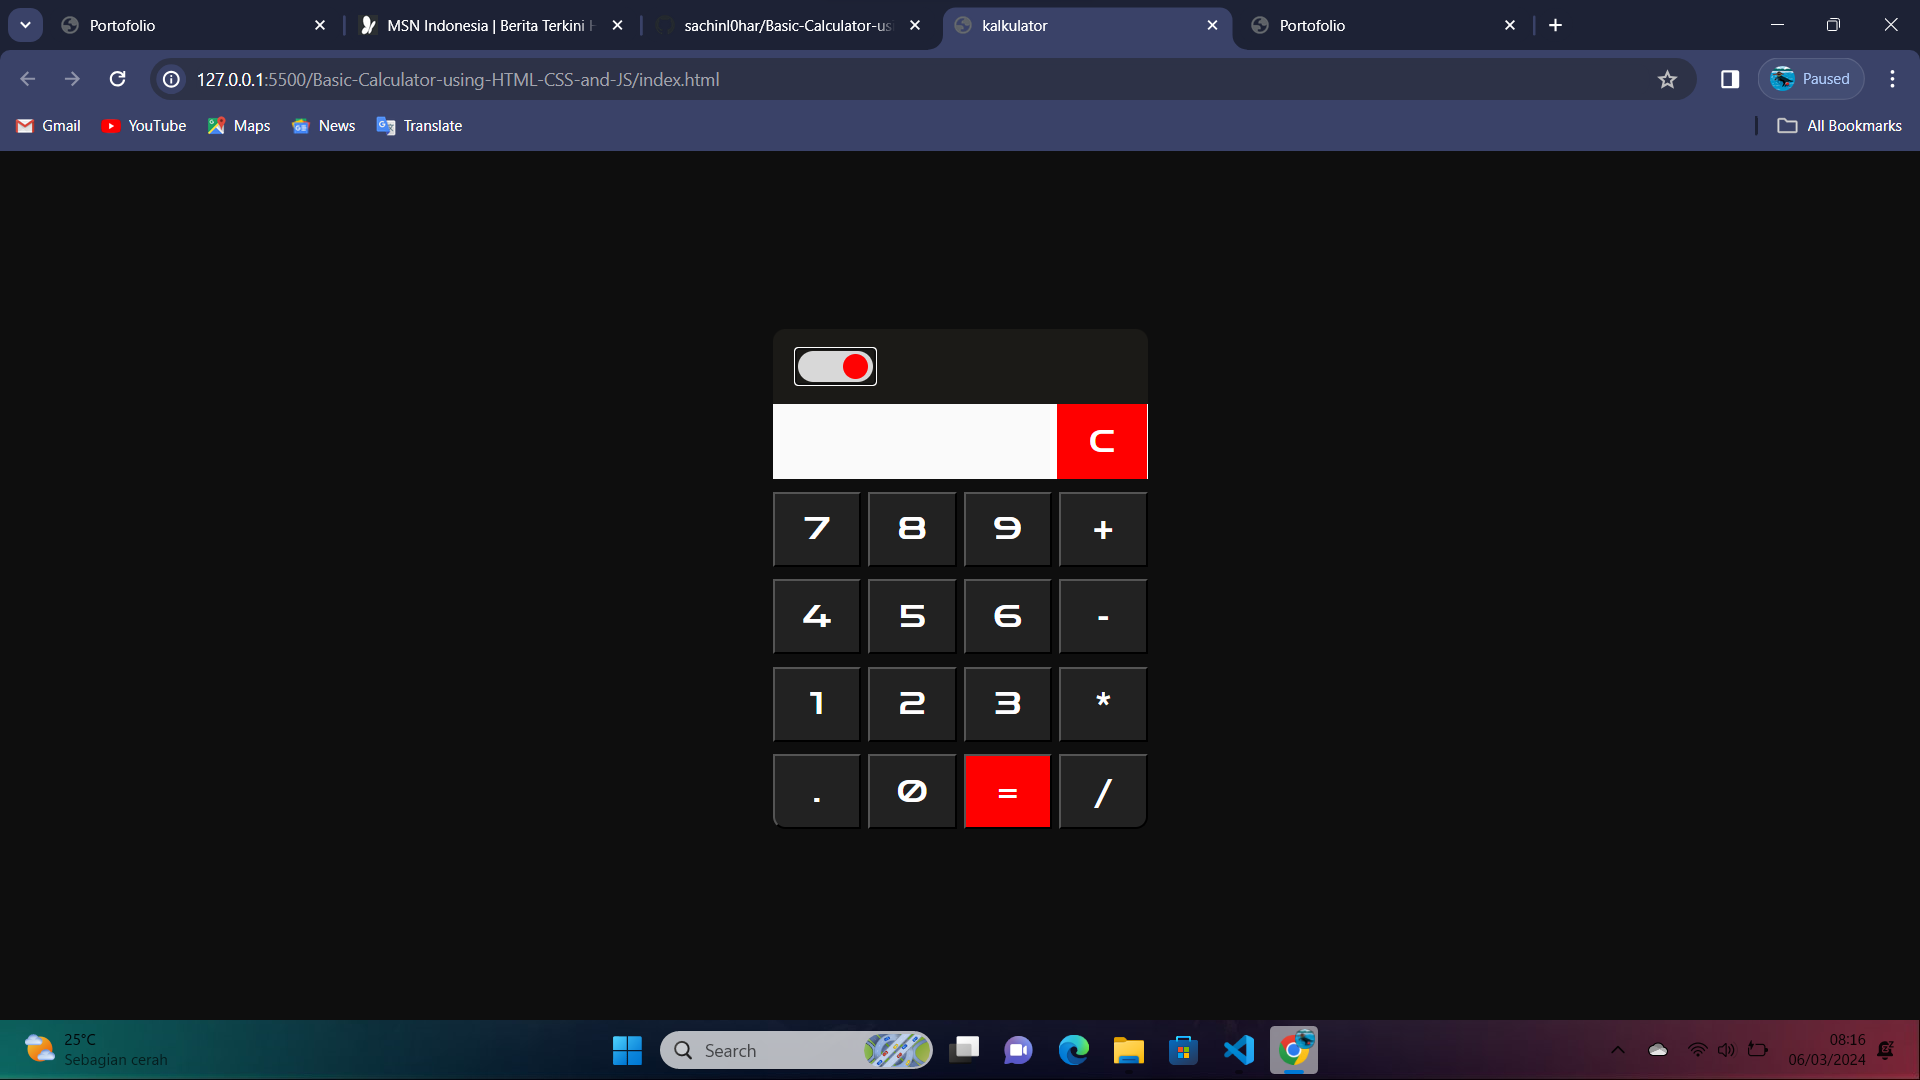 Portofolio
MSN Indonesia | Berita Terkini H
sachinl0har/Basic-Calculator-usi
kalkulator
Portofolio
127.0.0.1:5500/Basic-Calculator-using-HTML-CSS-and-JS/index.html
Paused
Gmail YouTube Maps News Translate
All Bookmarks
C
7 8 9 +
4 5 6 -
1 2 3 *
. 0 = /
25°C
Sebagian cerah
Search
08:16
06/03/2024